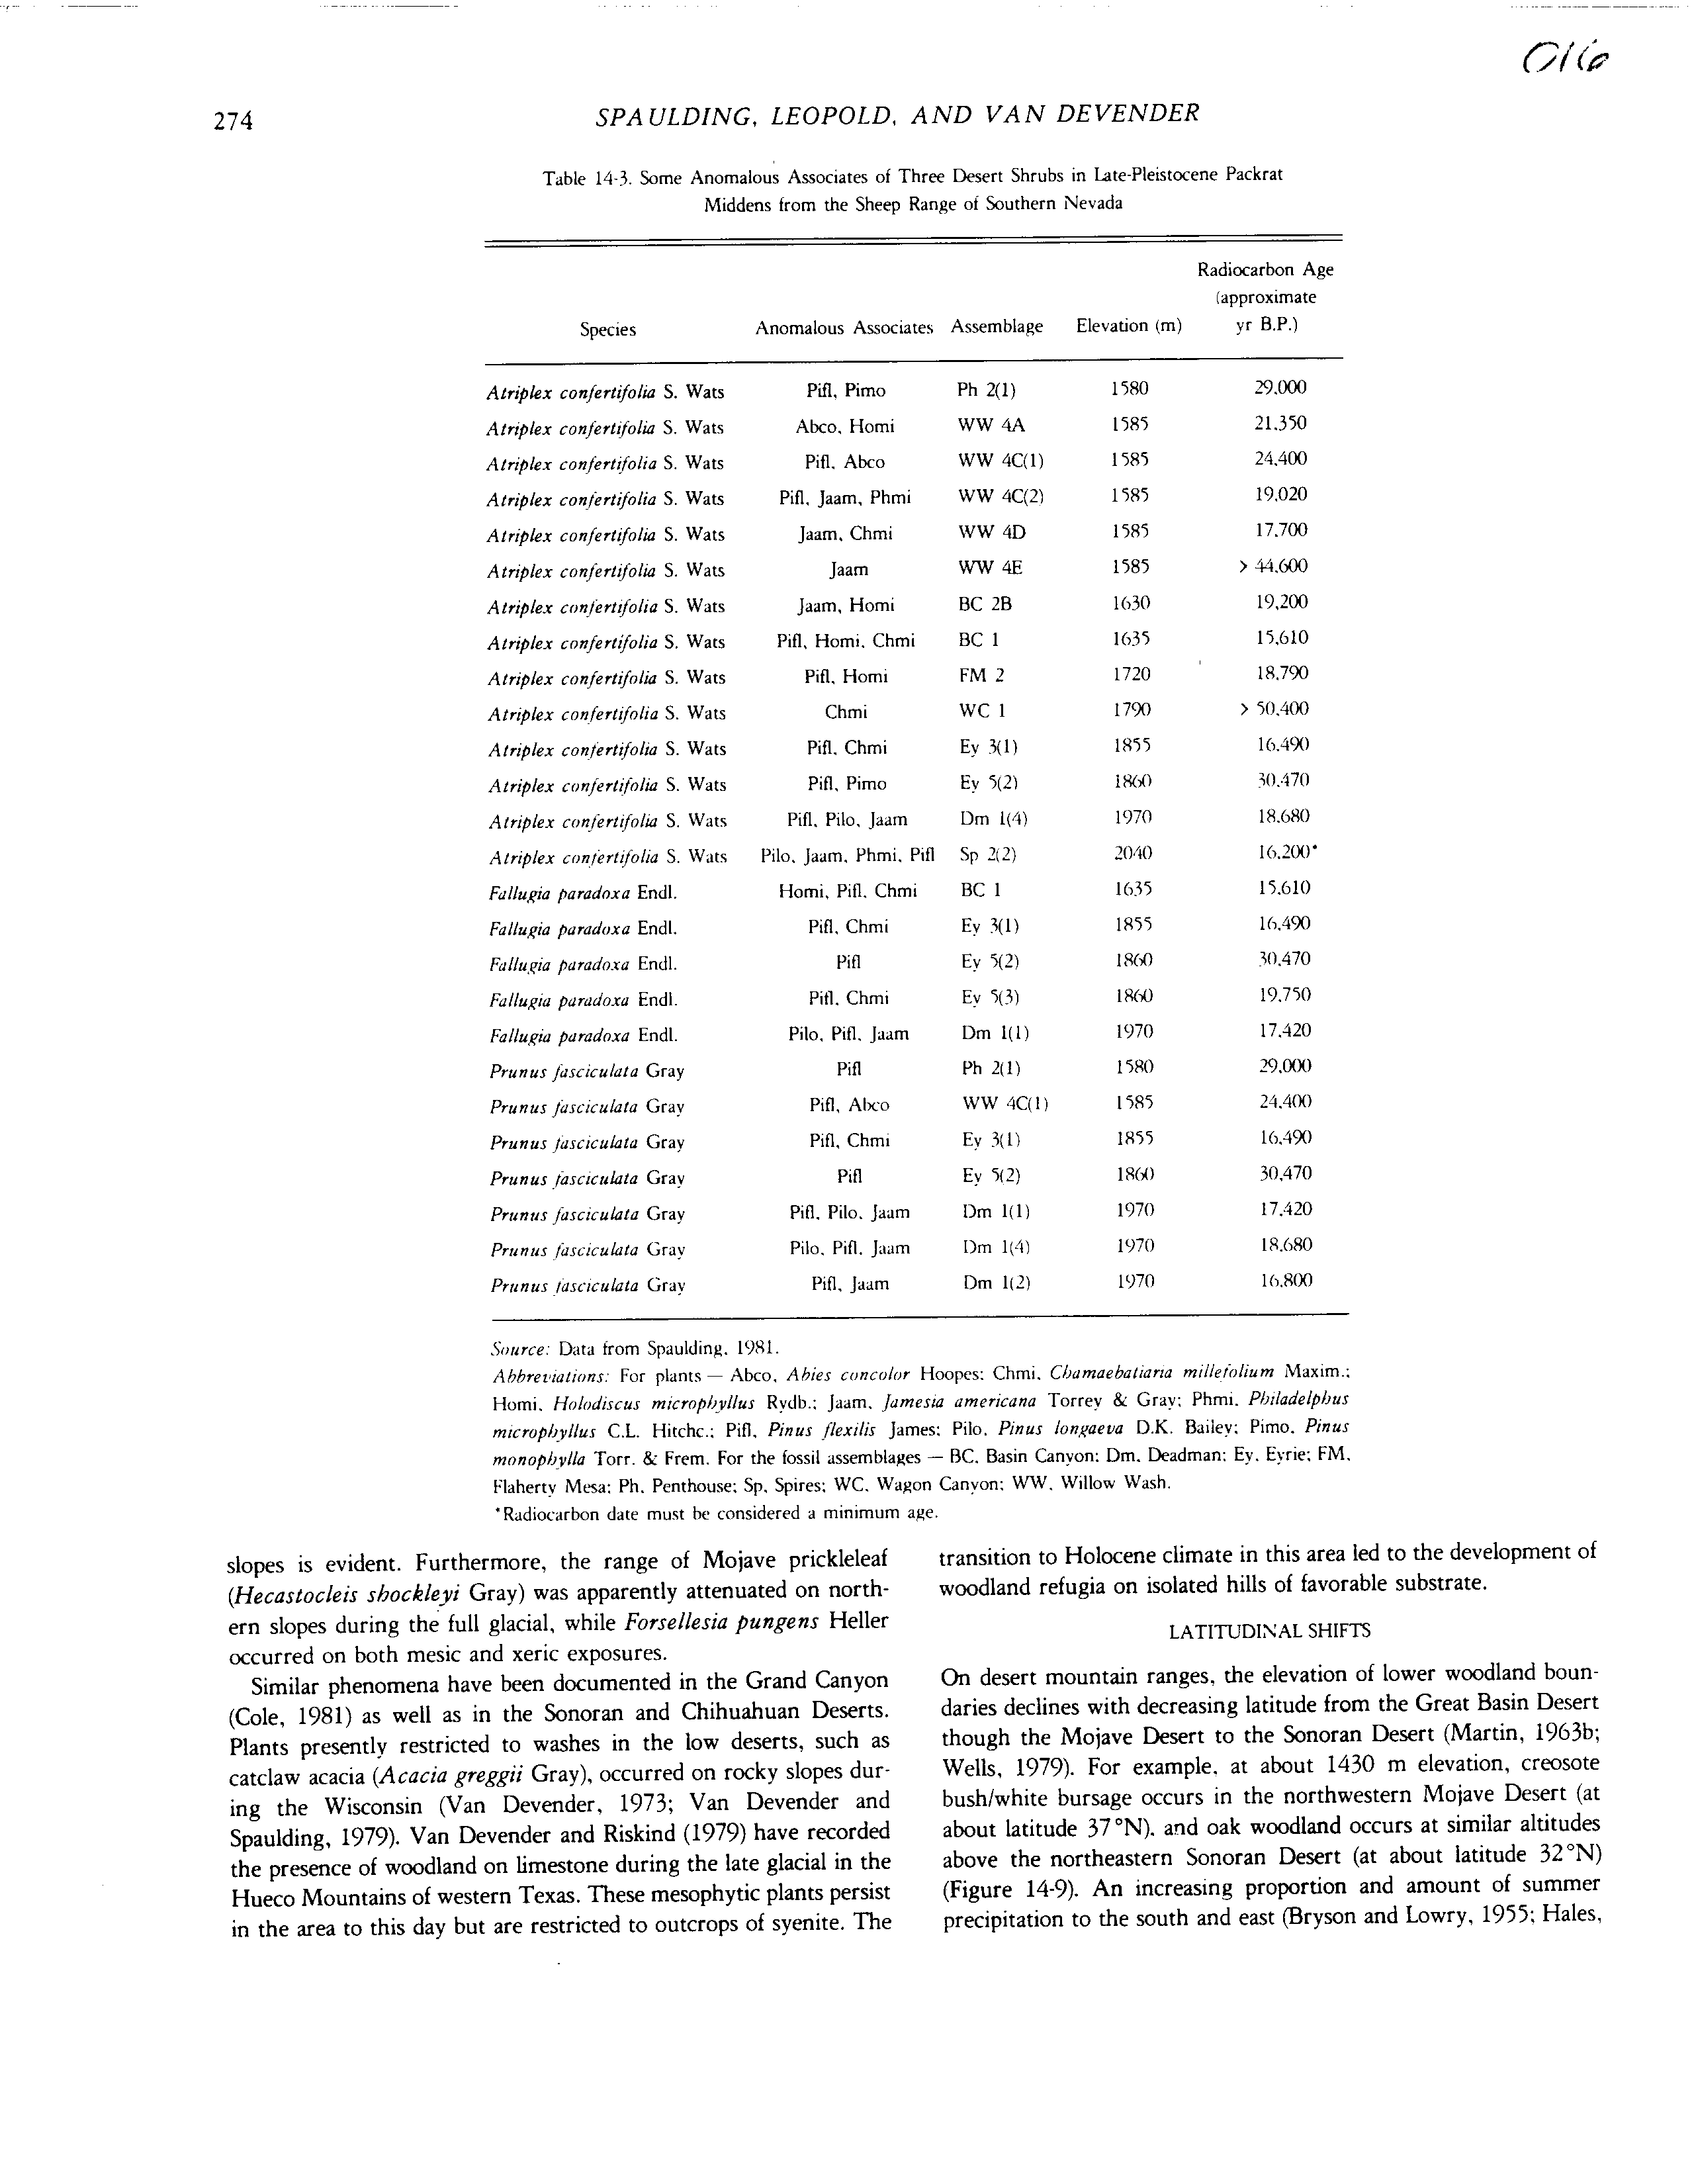 0116
274
SPAULDING, LEOPOLD, AND VAN DEVENDER
Table 14-3. Some Anomalous Associates of Three Desert Shrubs in Late-Pleistocene Packrat
Middens from the Sheep Range of Southern Nevada
Radiocarbon Age
(approximate
Species Anomalous Associates Assemblage Elevation (m) yr B.P.)
Atriplex confertifolia S. Wats Pifl, Pimo Ph 2(1) 1580 29,000
Atriplex confertifolia S. Wats Abco, Homi WW 4A 1585 21,350
Atriplex confertifolia S. Wats Pifl, Abco WW 4C(1) 1585 24,400
Atriplex confertifolia S. Wats Pifl, Jaam, Phmi WW 4C(2) 1585 19,020
Atriplex confertifolia S. Wats Jaam, Chmi WW 4D 1585 17,700
Atriplex confertifolia S. Wats Jaam WW 4E 1585 > 44,600
Atriplex confertifolia S. Wats Jaam, Homi BC 2B 1630 19,200
Atriplex confertifolia S. Wats Pifl, Homi, Chmi BC 1 1635 15,610
Atriplex confertifolia S. Wats Pifl, Homi FM 2 1720 18,790
Atriplex confertifolia S. Wats Chmi WC 1 1790 > 50,400
Atriplex confertifolia S. Wats Pifl, Chmi Ey 3(1) 1855 16,490
Atriplex confertifolia S. Wats Pifl, Pimo Ey 5(2) 1860 30,470
Atriplex confertifolia S. Wats Pifl, Pilo, Jaam Dm 1(4) 1970 18,680
Atriplex confertifolia S. Wats Pilo, Jaam, Phmi, Pifl Sp 2(2) 2040 16,200*
Fallugia paradoxa Endl. Homi, Pifl, Chmi BC 1 1635 15,610
Fallugia paradoxa Endl. Pifl, Chmi Ey 3(1) 1855 16,490
Fallugia paradoxa Endl. Pifl Ey 5(2) 1860 30,470
Fallugia paradoxa Endl. Pifl, Chmi Ey 5(3) 1860 19,750
Fallugia paradoxa Endl. Pilo, Pifl, Jaam Dm 1(1) 1970 17,420
Prunus fasciculata Gray Pifl Ph 2(1) 1580 29,000
Prunus fasciculata Gray Pifl, Abco WW 4C(1) 1585 24,400
Prunus fasciculata Gray Pifl, Chmi Ey 3(1) 1855 16,490
Prunus fasciculata Gray Pifl Ey 5(2) 1860 30,470
Prunus fasciculata Gray Pifl, Pilo, Jaam Dm 1(1) 1970 17,420
Prunus fasciculata Gray Pilo, Pifl, Jaam Dm 1(4) 1970 18,680
Prunus fasciculata Gray Pifl, Jaam Dm 1(2) 1970 16,800
Source: Data from Spaulding, 1981.
Abbreviations: For plants — Abco, Abies concolor Hoopes; Chmi, Chamaebatiaria millefolium Maxim.;
Homi, Holodiscus microphyllus Rydb.; Jaam, Jamesia americana Torrey & Gray; Phmi, Philadelphus
microphyllus C.L. Hitchc.; Pifl, Pinus flexilis James; Pilo, Pinus longaeva D.K. Bailey; Pimo, Pinus
monophylla Torr. & Frem. For the fossil assemblages — BC, Basin Canyon; Dm, Deadman; Ey, Eyrie; FM,
Flaherty Mesa; Ph, Penthouse; Sp, Spires; WC, Wagon Canyon; WW, Willow Wash.
*Radiocarbon date must be considered a minimum age.
slopes is evident. Furthermore, the range of Mojave prickleleaf
(Hecastocleis shockleyi Gray) was apparently attenuated on north-
ern slopes during the full glacial, while Forsellesia pungens Heller
occurred on both mesic and xeric exposures.
Similar phenomena have been documented in the Grand Canyon
(Cole, 1981) as well as in the Sonoran and Chihuahuan Deserts.
Plants presently restricted to washes in the low deserts, such as
catclaw acacia (Acacia greggii Gray), occurred on rocky slopes dur-
ing the Wisconsin (Van Devender, 1973; Van Devender and
Spaulding, 1979). Van Devender and Riskind (1979) have recorded
the presence of woodland on limestone during the late glacial in the
Hueco Mountains of western Texas. These mesophytic plants persist
in the area to this day but are restricted to outcrops of syenite. The
transition to Holocene climate in this area led to the development of
woodland refugia on isolated hills of favorable substrate.
LATITUDINAL SHIFTS
On desert mountain ranges, the elevation of lower woodland boun-
daries declines with decreasing latitude from the Great Basin Desert
though the Mojave Desert to the Sonoran Desert (Martin, 1963b;
Wells, 1979). For example, at about 1430 m elevation, creosote
bush/white bursage occurs in the northwestern Mojave Desert (at
about latitude 37°N), and oak woodland occurs at similar altitudes
above the northeastern Sonoran Desert (at about latitude 32°N)
(Figure 14-9). An increasing proportion and amount of summer
precipitation to the south and east (Bryson and Lowry, 1955; Hales,